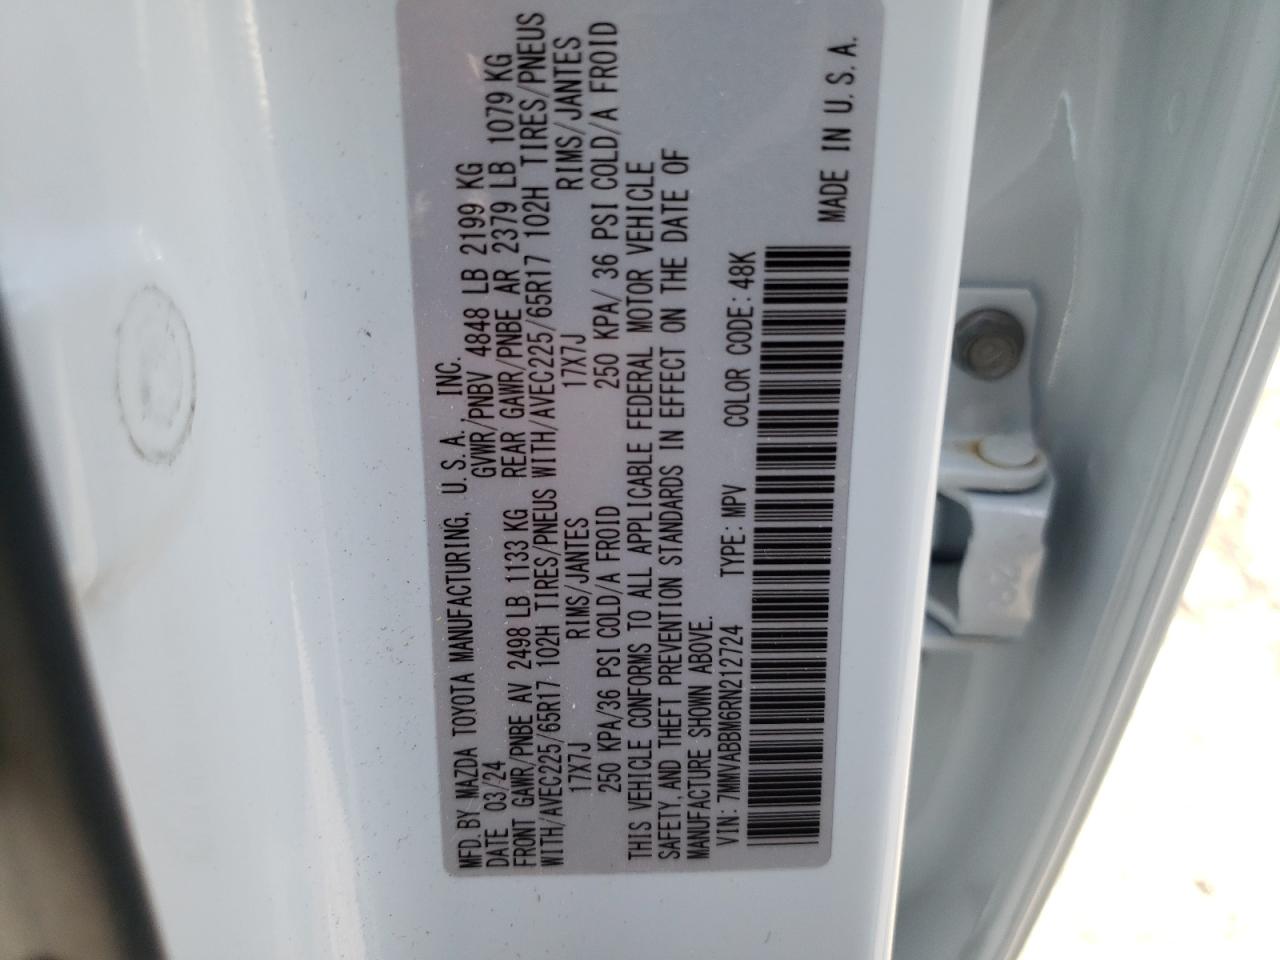 MFD. BY MAZDA TOYOTA MANUFACTURING, U.S.A., INC.
DATE 03/24 GVWR/PNBV 4848 LB 2199 KG
FRONT GAWR/PNBE AV 2498 LB 1133 KG REAR GAWR/PNBE AR 2379 LB 1079 KG
WITH/AVEC225/65R17 102H TIRES/PNEUS WITH/AVEC225/65R17 102H TIRES/PNEUS
17X7J RIMS/JANTES 17X7J RIMS/JANTES
250 KPA/36 PSI COLD/A FROID 250 KPA/ 36 PSI COLD/A FROID
THIS VEHICLE CONFORMS TO ALL APPLICABLE FEDERAL MOTOR VEHICLE
SAFETY, AND THEFT PREVENTION STANDARDS IN EFFECT ON THE DATE OF
MANUFACTURE SHOWN ABOVE.
VIN: 7MMVABBM6RN212724 TYPE: MPV COLOR CODE: 48K
MADE IN U.S.A.